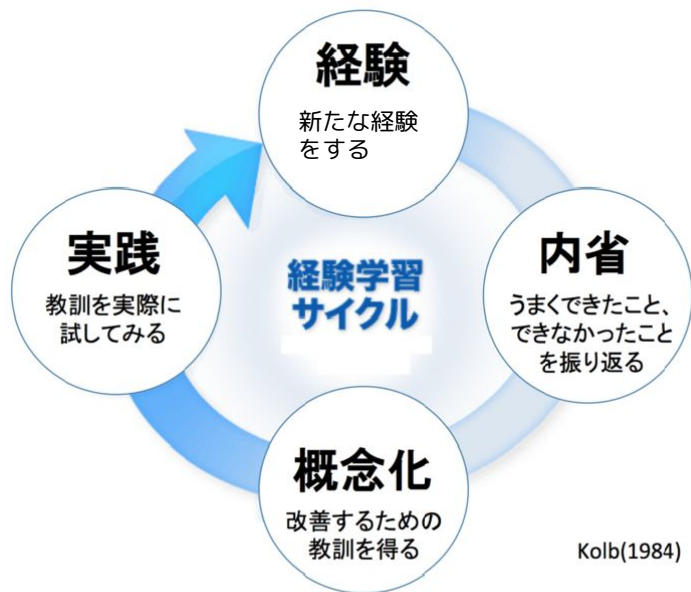 経験
新たな経験
をする
内省
うまくできたこと、
できなかったこと
を振り返る
概念化
改善するための
教訓を得る
実践
教訓を実際に
試してみる
経験学習
サイクル
Kolb(1984)